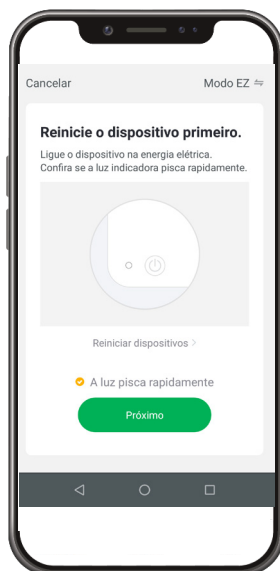 Cancelar
Modo EZ
Reinicie o dispositivo primeiro.
Ligue o dispositivo na energia elétrica.
Confira se a luz indicadora pisca rapidamente.
Reiniciar dispositivos >
A luz pisca rapidamente
Próximo